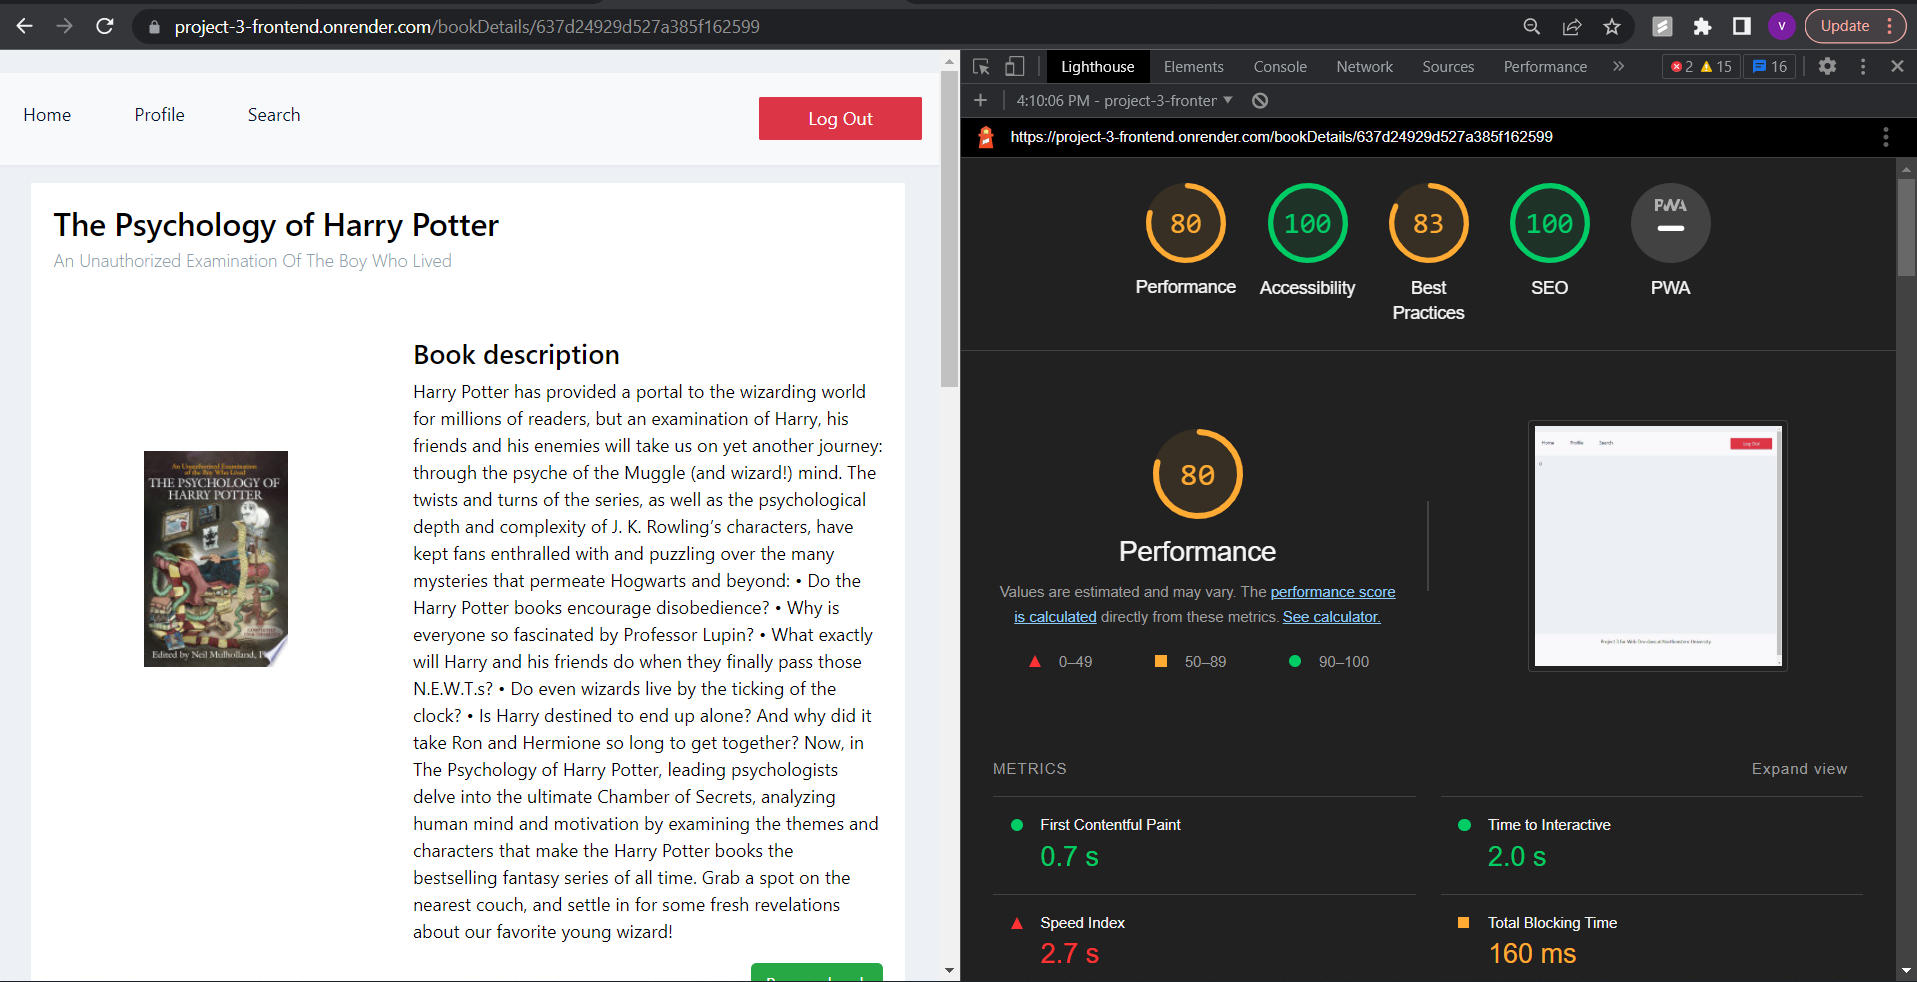 project-3-frontend.onrender.com/bookDetails/637d24929d527a385f162599
V
Update
Home
Profile
Search
Log Out
The Psychology of Harry Potter
An Unauthorized Examination Of The Boy Who Lived
An Unauthorized Examination
of the Boy Who Lived
THE PSYCHOLOGY OF
HARRY POTTER
Edited by Neil Mulholland,
Book description
Harry Potter has provided a portal to the wizarding world
for millions of readers, but an examination of Harry, his
friends and his enemies will take us on yet another journey:
through the psyche of the Muggle (and wizard!) mind. The
twists and turns of the series, as well as the psychological
depth and complexity of J. K. Rowling’s characters, have
kept fans enthralled with and puzzling over the many
mysteries that permeate Hogwarts and beyond: • Do the
Harry Potter books encourage disobedience? • Why is
everyone so fascinated by Professor Lupin? • What exactly
will Harry and his friends do when they finally pass those
N.E.W.T.s? • Do even wizards live by the ticking of the
clock? • Is Harry destined to end up alone? And why did it
take Ron and Hermione so long to get together? Now, in
The Psychology of Harry Potter, leading psychologists
delve into the ultimate Chamber of Secrets, analyzing
human mind and motivation by examining the themes and
characters that make the Harry Potter books the
bestselling fantasy series of all time. Grab a spot on the
nearest couch, and settle in for some fresh revelations
about our favorite young wizard!
Lighthouse
Elements
Console
Network
Sources
Performance
2
15
16
4:10:06 PM - project-3-fronter
https://project-3-frontend.onrender.com/bookDetails/637d24929d527a385f162599
80
Performance
100
Accessibility
83
Best
Practices
100
SEO
PWA
PWA
80
Performance
Values are estimated and may vary. The performance score
is calculated directly from these metrics. See calculator.
0–49
50–89
90–100
Home
Profile
Search
Log Out
Project 3 for Web Dev class at Northeastern University
METRICS
Expand view
First Contentful Paint
0.7 s
Time to Interactive
2.0 s
Speed Index
2.7 s
Total Blocking Time
160 ms